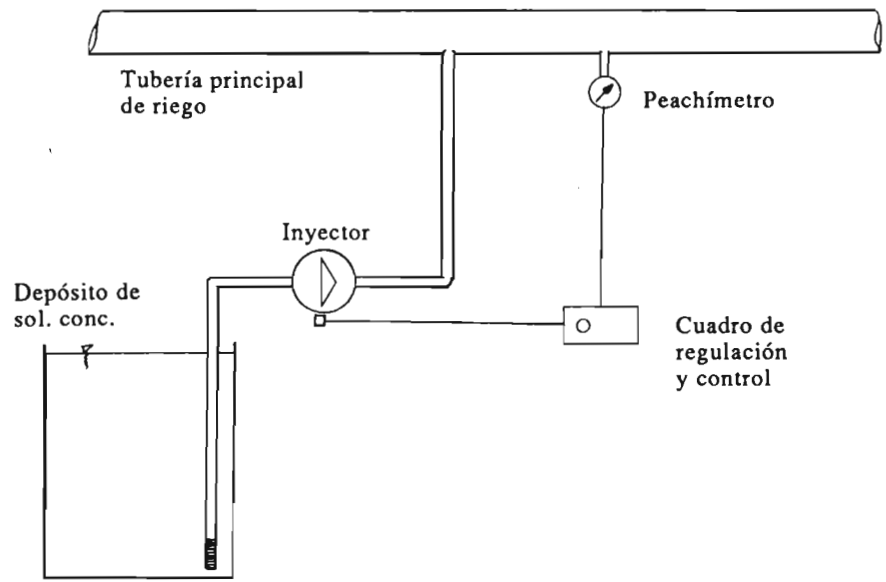 Tubería principal
de riego
Peachímetro
Inyector
Depósito de
sol. conc.
Cuadro de
regulación
y control